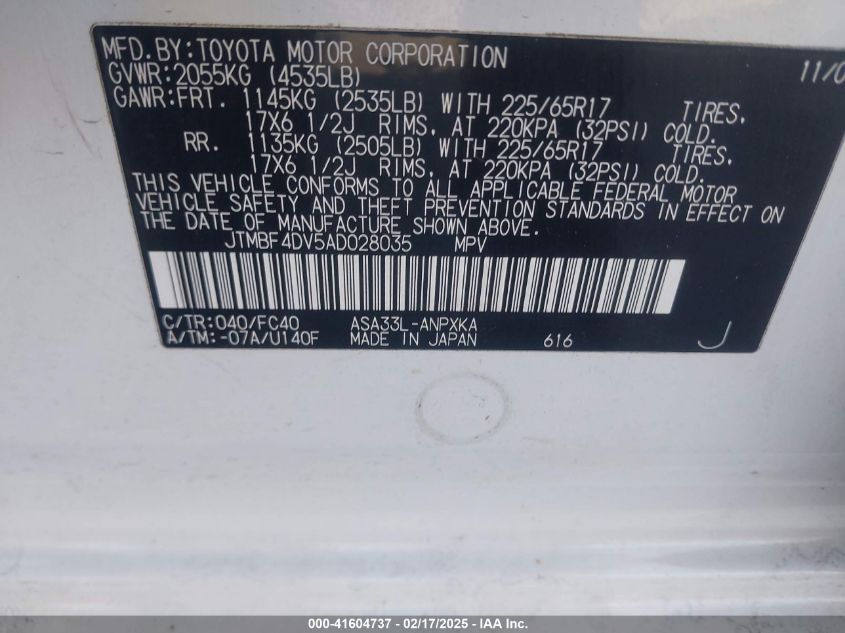 MFD.BY:TOYOTA MOTOR CORPORATION 11/0
GVWR:2055KG (4535LB)
GAWR:FRT. 1145KG (2535LB) WITH 225/65R17 TIRES,
17X6 1/2J RIMS, AT 220KPA (32PSI) COLD.
RR. 1135KG (2505LB) WITH 225/65R17 TIRES,
17X6 1/2J RIMS, AT 220KPA (32PSI) COLD.
THIS VEHICLE CONFORMS TO ALL APPLICABLE FEDERAL MOTOR
VEHICLE SAFETY AND THEFT PREVENTION STANDARDS IN EFFECT ON
THE DATE OF MANUFACTURE SHOWN ABOVE.
JTMBF4DV5AD028035 MPV
C/TR:040/FC40 ASA33L-ANPXKA
A/TM:-07A/U140F MADE IN JAPAN 616 J
000-41604737 - 02/17/2025 - IAA Inc.